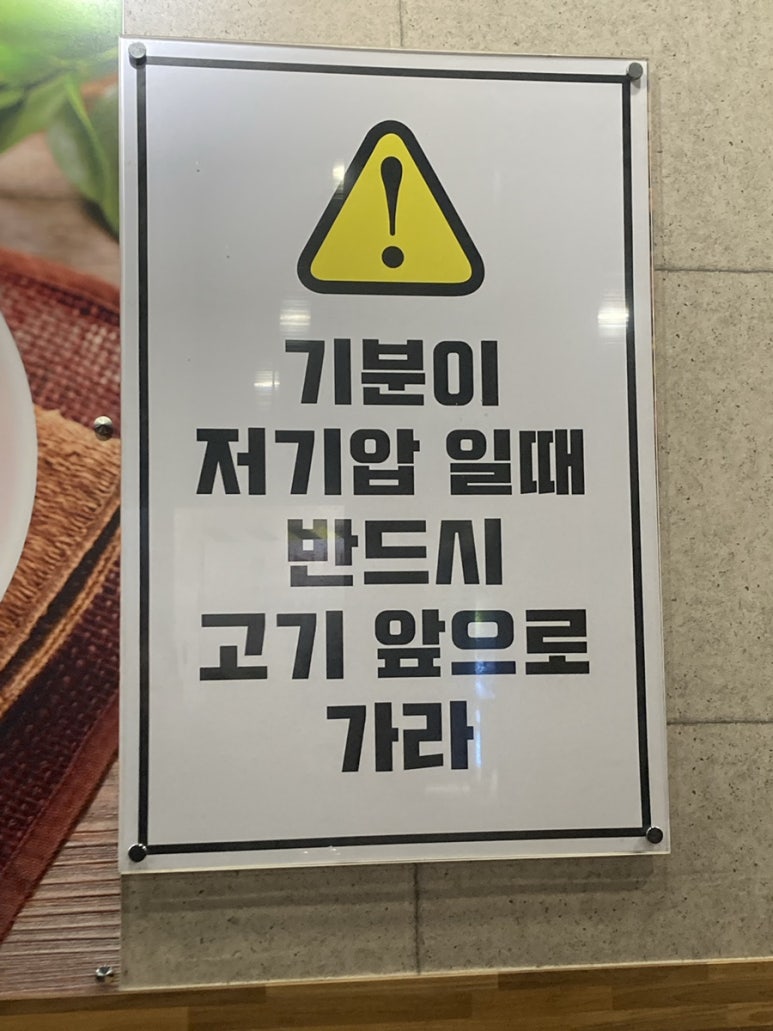 기분이
저기압 일때
반드시
고기 앞으로
가라